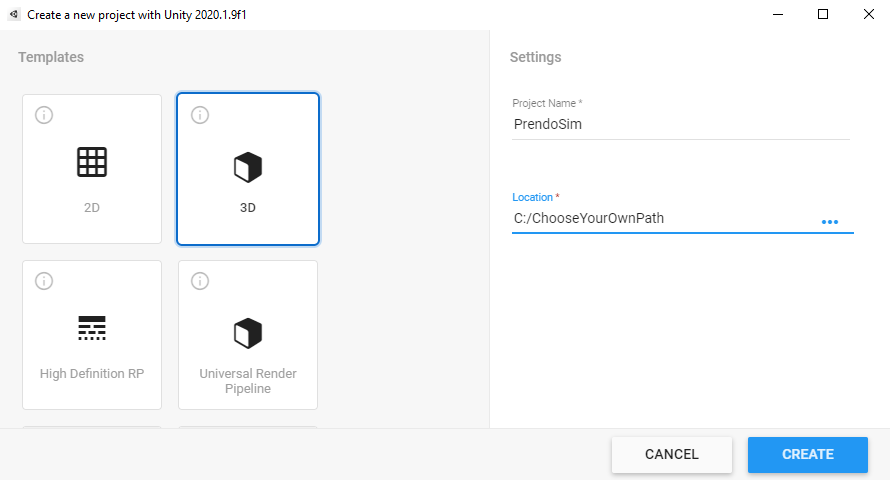 Create a new project with Unity 2020.1.9f1
Templates
2D
3D
High Definition RP
Universal Render
Pipeline
Settings
Project Name *
PrendoSim
Location *
C:/ChooseYourOwnPath
CANCEL
CREATE